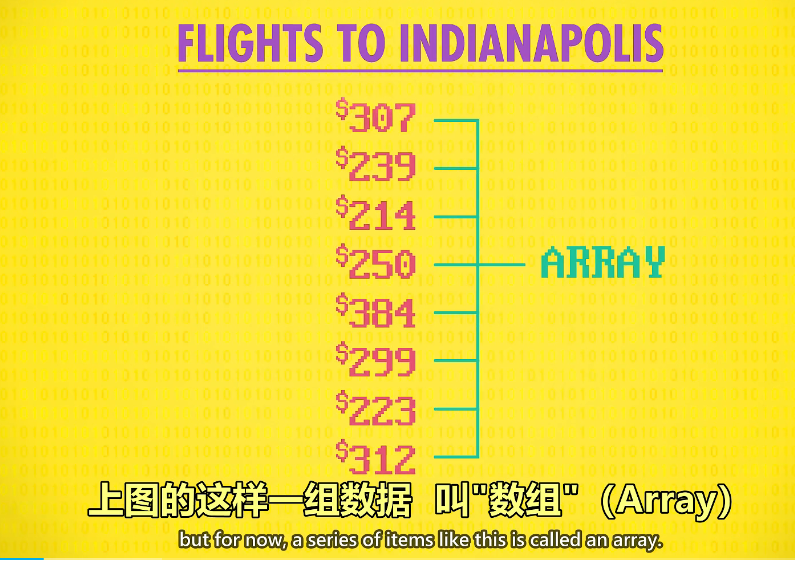 FLIGHTS TO INDIANAPOLIS
$307
$239
$214
$250
ARRAY
$384
$299
$223
$312
上图的这样一组数据 叫"数组"（Array）
but for now, a series of items like this is called an array.